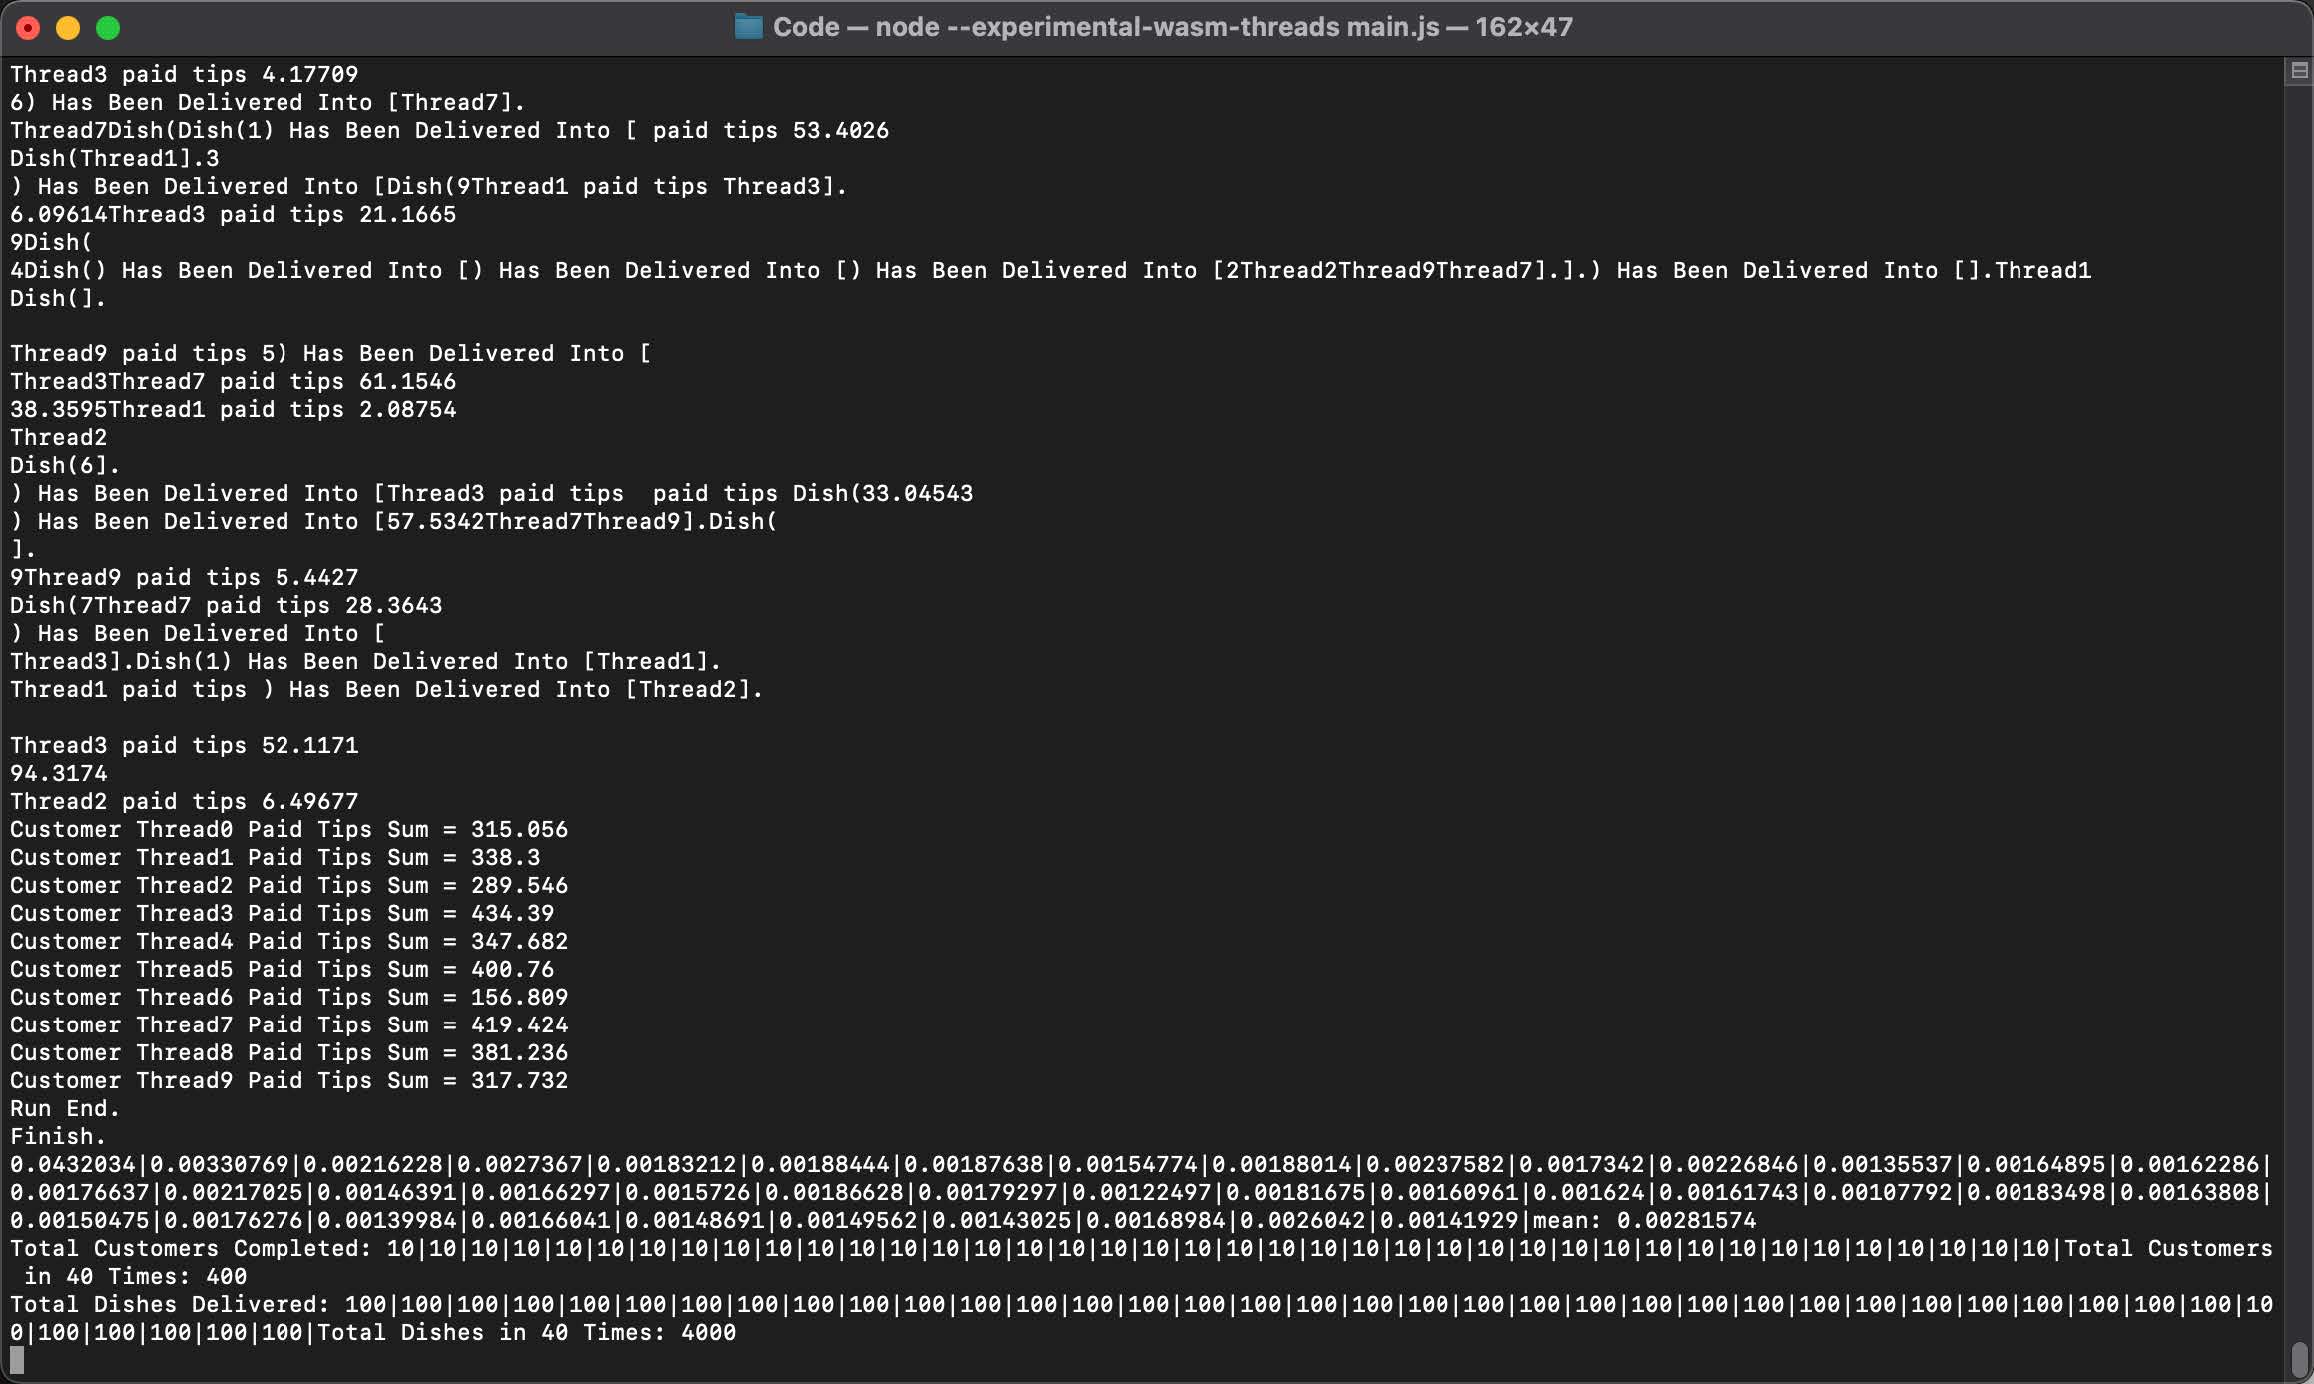 Code — node --experimental-wasm-threads main.js — 162×47
Thread3 paid tips 4.17709
6) Has Been Delivered Into [Thread7].
Thread7Dish(Dish(1) Has Been Delivered Into [ paid tips 53.4026
Dish(Thread1].3
) Has Been Delivered Into [Dish(9Thread1 paid tips Thread3].
6.09614Thread3 paid tips 21.1665
9Dish(
4Dish() Has Been Delivered Into [) Has Been Delivered Into [) Has Been Delivered Into [2Thread2Thread9Thread7].].) Has Been Delivered Into [].Thread1
Dish(].
Thread9 paid tips 5) Has Been Delivered Into [
Thread3Thread7 paid tips 61.1546
38.3595Thread1 paid tips 2.08754
Thread2
Dish(6].
) Has Been Delivered Into [Thread3 paid tips  paid tips Dish(33.04543
) Has Been Delivered Into [57.5342Thread7Thread9].Dish(
].
9Thread9 paid tips 5.4427
Dish(7Thread7 paid tips 28.3643
) Has Been Delivered Into [
Thread3].Dish(1) Has Been Delivered Into [Thread1].
Thread1 paid tips ) Has Been Delivered Into [Thread2].
Thread3 paid tips 52.1171
94.3174
Thread2 paid tips 6.49677
Customer Thread0 Paid Tips Sum = 315.056
Customer Thread1 Paid Tips Sum = 338.3
Customer Thread2 Paid Tips Sum = 289.546
Customer Thread3 Paid Tips Sum = 434.39
Customer Thread4 Paid Tips Sum = 347.682
Customer Thread5 Paid Tips Sum = 400.76
Customer Thread6 Paid Tips Sum = 156.809
Customer Thread7 Paid Tips Sum = 419.424
Customer Thread8 Paid Tips Sum = 381.236
Customer Thread9 Paid Tips Sum = 317.732
Run End.
Finish.
0.0432034|0.00330769|0.00216228|0.0027367|0.00183212|0.00188444|0.00187638|0.00154774|0.00188014|0.00237582|0.0017342|0.00226846|0.00135537|0.00164895|0.00162286|
0.00176637|0.00217025|0.00146391|0.00166297|0.0015726|0.00186628|0.00179297|0.00122497|0.00181675|0.00160961|0.001624|0.00161743|0.00107792|0.00183498|0.00163808|
0.00150475|0.00176276|0.00139984|0.00166041|0.00148691|0.00149562|0.00143025|0.00168984|0.0026042|0.00141929|mean: 0.00281574
Total Customers Completed: 10|10|10|10|10|10|10|10|10|10|10|10|10|10|10|10|10|10|10|10|10|10|10|10|10|10|10|10|10|10|10|10|10|10|10|10|10|10|10|10|Total Customers
in 40 Times: 400
Total Dishes Delivered: 100|100|100|100|100|100|100|100|100|100|100|100|100|100|100|100|100|100|100|100|100|100|100|100|100|100|100|100|100|100|100|100|100|100|10
0|100|100|100|100|100|Total Dishes in 40 Times: 4000